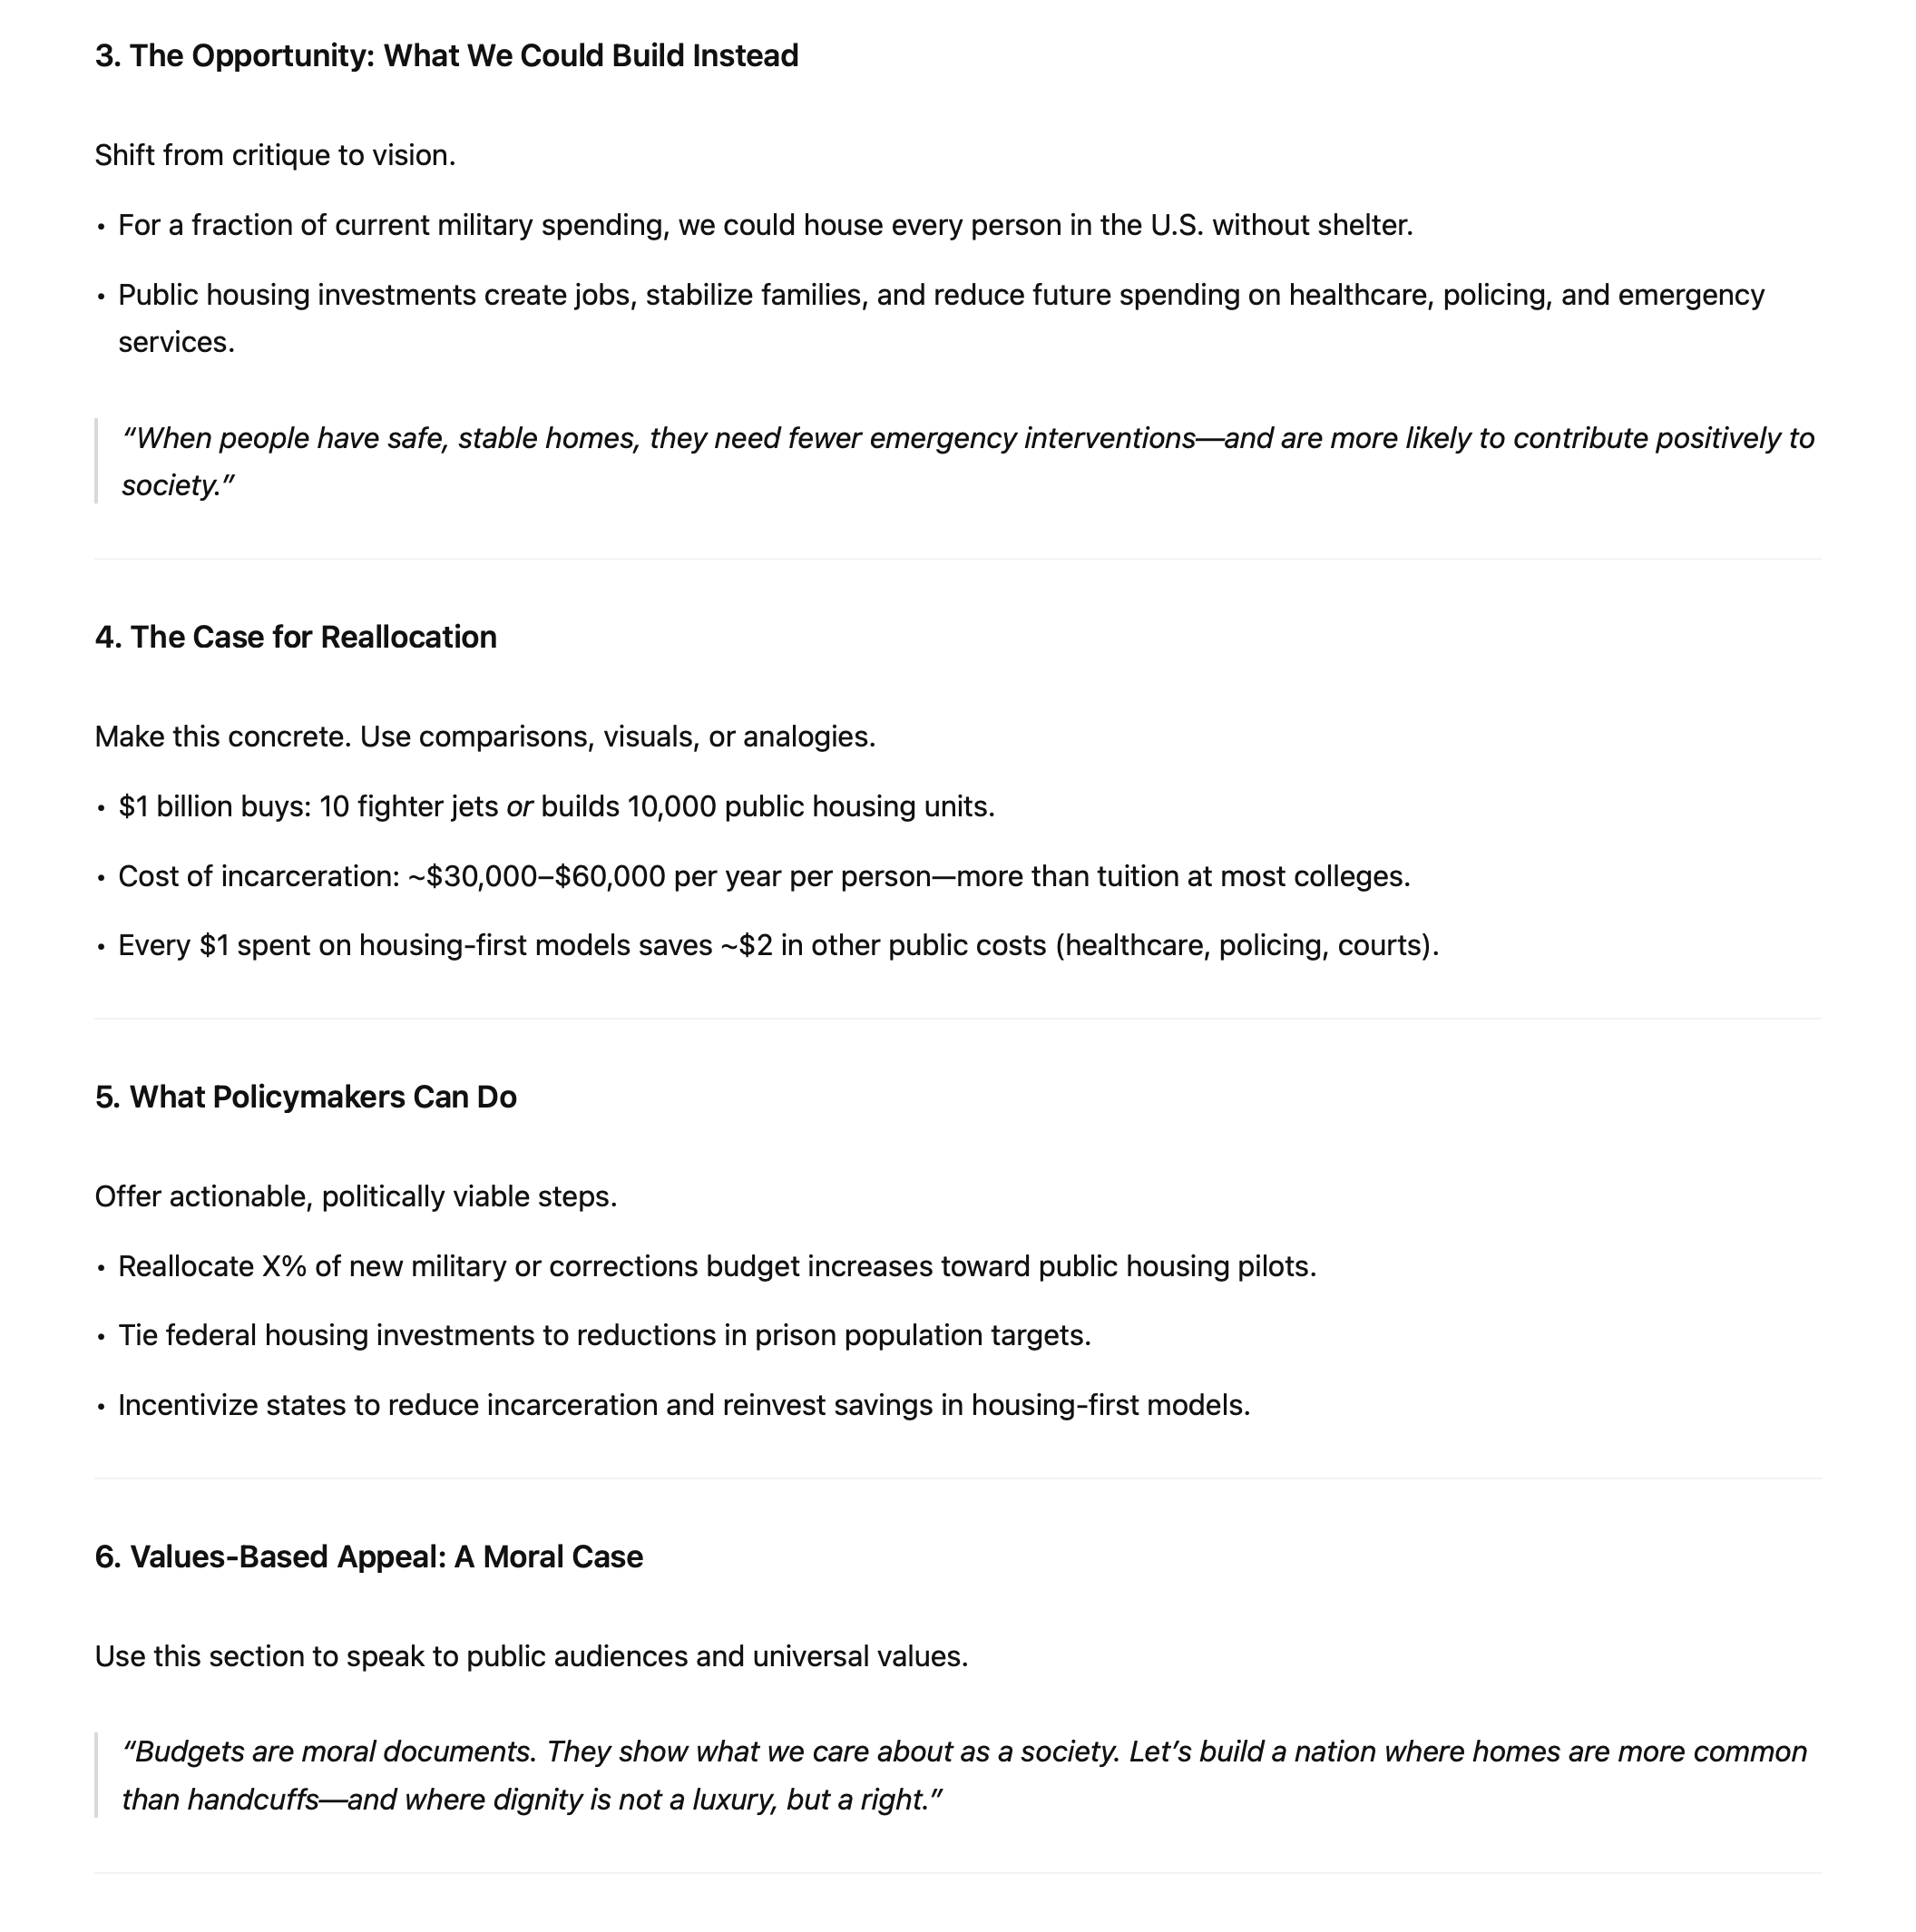 3. The Opportunity: What We Could Build Instead
Shift from critique to vision.
• For a fraction of current military spending, we could house every person in the U.S. without shelter.
• Public housing investments create jobs, stabilize families, and reduce future spending on healthcare, policing, and emergency
services.
“When people have safe, stable homes, they need fewer emergency interventions—and are more likely to contribute positively to
society.”
4. The Case for Reallocation
Make this concrete. Use comparisons, visuals, or analogies.
• $1 billion buys: 10 fighter jets or builds 10,000 public housing units.
• Cost of incarceration: ~$30,000–$60,000 per year per person—more than tuition at most colleges.
• Every $1 spent on housing-first models saves ~$2 in other public costs (healthcare, policing, courts).
5. What Policymakers Can Do
Offer actionable, politically viable steps.
• Reallocate X% of new military or corrections budget increases toward public housing pilots.
• Tie federal housing investments to reductions in prison population targets.
• Incentivize states to reduce incarceration and reinvest savings in housing-first models.
6. Values-Based Appeal: A Moral Case
Use this section to speak to public audiences and universal values.
“Budgets are moral documents. They show what we care about as a society. Let’s build a nation where homes are more common
than handcuffs—and where dignity is not a luxury, but a right.”